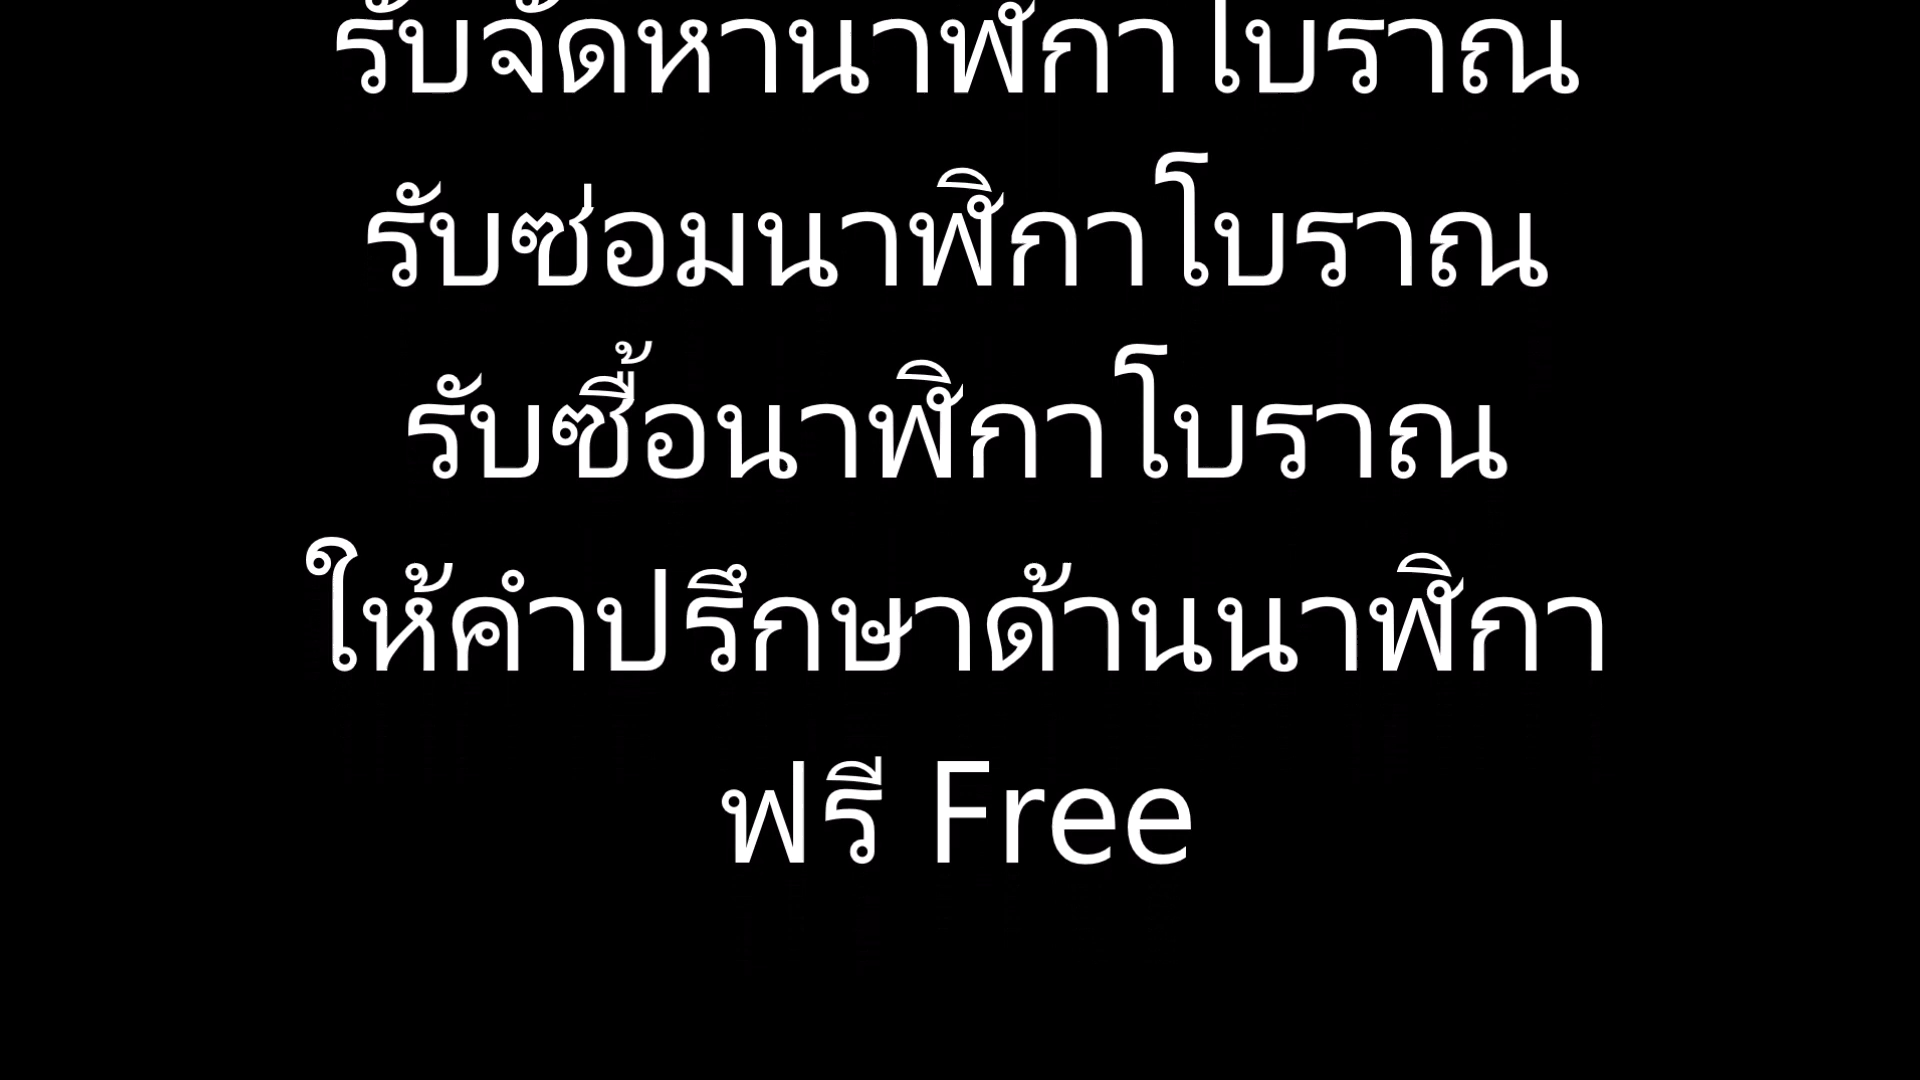 รับจัดหานาฬิกาโบราณ
รับซ่อมนาฬิกาโบราณ
รับซื้อนาฬิกาโบราณ
ให้คำปรึกษาด้านนาฬิกา
ฟรี Free